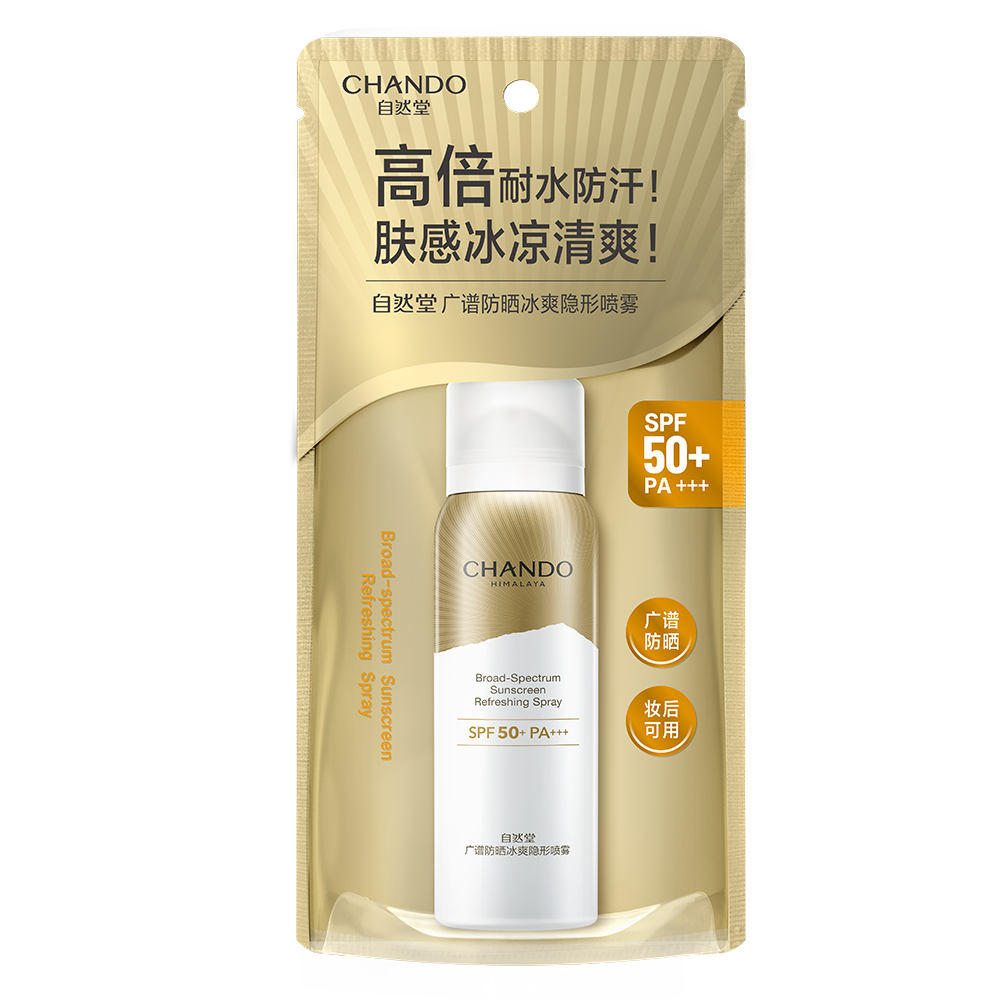 CHANDO
自然堂
高倍耐水防汗！
肤感冰凉清爽！
自然堂 广谱防晒冰爽隐形喷雾
SPF
50+
PA +++
Broad-spectrum Sunscreen
Refreshing Spray
CHANDO
HIMALAYA
Broad-Spectrum
Sunscreen
Refreshing Spray
SPF 50+ PA+++
自然堂
广谱防晒冰爽隐形喷雾
广谱
防晒
妆后
可用